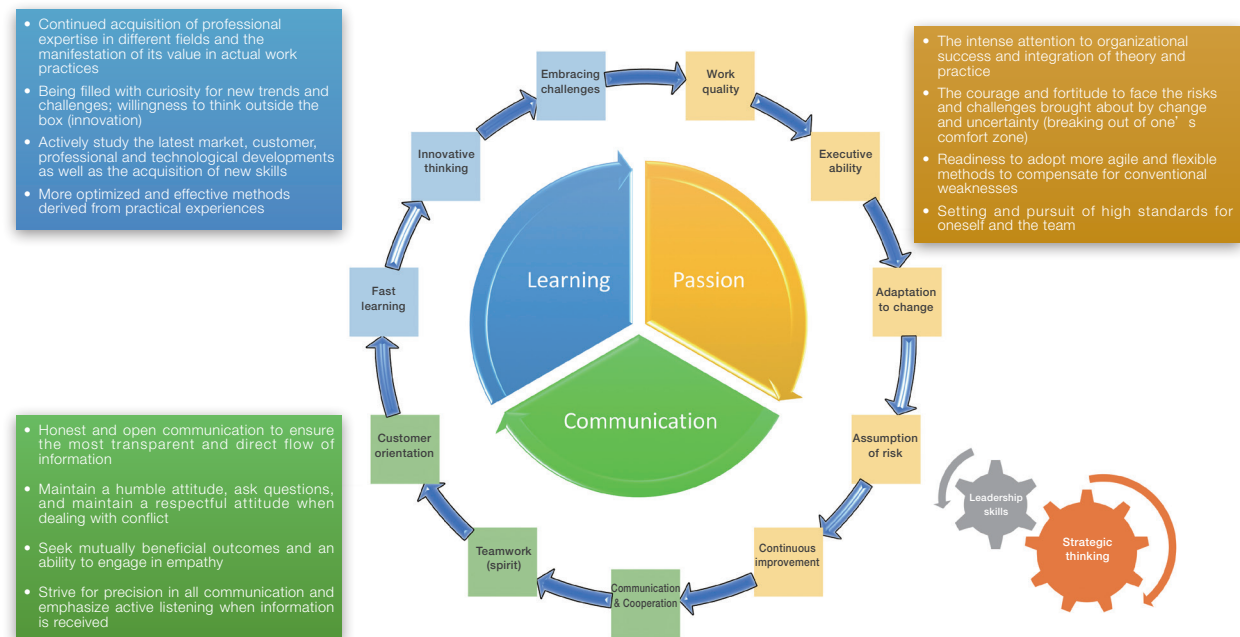 • Continued acquisition of professional
expertise in different fields and the
manifestation of its value in actual work
practices
• Being filled with curiosity for new trends and
challenges; willingness to think outside the
box (innovation)
• Actively study the latest market, customer,
professional and technological developments
as well as the acquisition of new skills
• More optimized and effective methods
derived from practical experiences
• The intense attention to organizational
success and integration of theory and
practice
• The courage and fortitude to face the risks
and challenges brought about by change
and uncertainty (breaking out of one’s
comfort zone)
• Readiness to adopt more agile and flexible
methods to compensate for conventional
weaknesses
• Setting and pursuit of high standards for
oneself and the team
Embracing
challenges
Work
quality
Innovative
thinking
Executive
ability
Fast
learning
Learning
Passion
Adaptation
to change
Communication
Customer
orientation
Assumption
of risk
Teamwork
(spirit)
Communication
& Cooperation
Continuous
improvement
• Honest and open communication to ensure
the most transparent and direct flow of
information
• Maintain a humble attitude, ask questions,
and maintain a respectful attitude when
dealing with conflict
• Seek mutually beneficial outcomes and an
ability to engage in empathy
• Strive for precision in all communication and
emphasize active listening when information
is received
Leadership
skills
Strategic
thinking